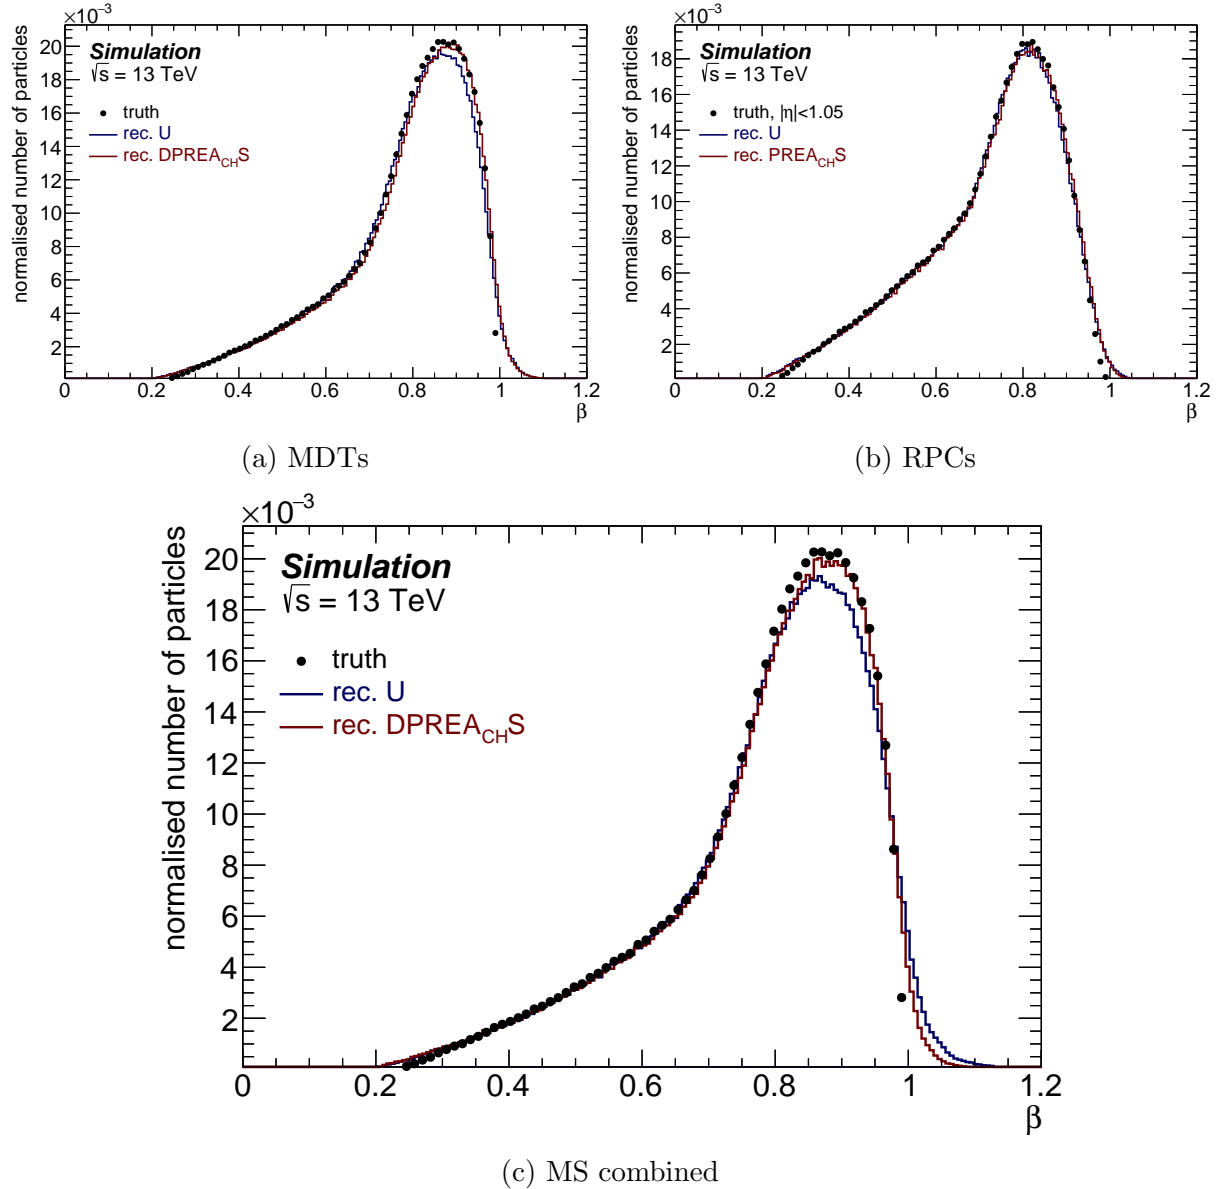 ×10⁻³
normalised number of particles
20
18
16
14
12
10
8
6
4
2
Simulation
√s = 13 TeV
truth
rec. U
rec. DPREA_CHS
0 0.2 0.4 0.6 0.8 1 1.2
β
(a) MDTs
×10⁻³
normalised number of particles
18
16
14
12
10
8
6
4
2
Simulation
√s = 13 TeV
truth, |η|<1.05
rec. U
rec. PREA_CHS
0 0.2 0.4 0.6 0.8 1 1.2
β
(b) RPCs
×10⁻³
normalised number of particles
20
18
16
14
12
10
8
6
4
2
Simulation
√s = 13 TeV
truth
rec. U
rec. DPREA_CHS
0 0.2 0.4 0.6 0.8 1 1.2
β
(c) MS combined